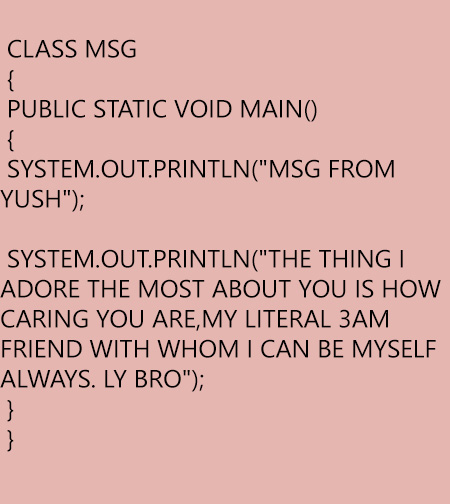 CLASS MSG
{
PUBLIC STATIC VOID MAIN()
{
SYSTEM.OUT.PRINTLN("MSG FROM
YUSH");
SYSTEM.OUT.PRINTLN("THE THING I
ADORE THE MOST ABOUT YOU IS HOW
CARING YOU ARE,MY LITERAL 3AM
FRIEND WITH WHOM I CAN BE MYSELF
ALWAYS. LY BRO");
}
}